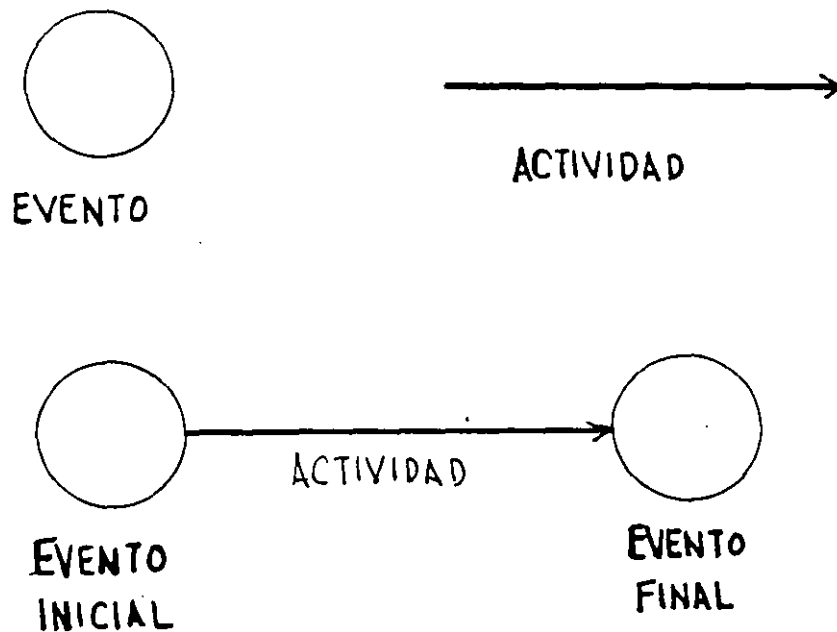 EVENTO
ACTIVIDAD
ACTIVIDAD
EVENTO
INICIAL
EVENTO
FINAL